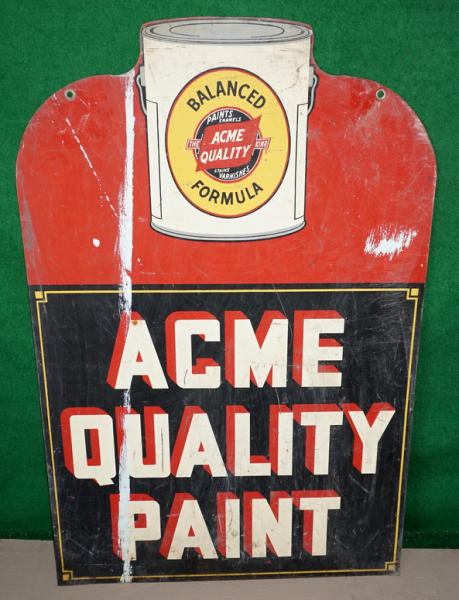 BALANCED
PAINTS
ENAMELS
THE ACME KIND
QUALITY
STAINS
VARNISHES
FORMULA
ACME
QUALITY
PAINT